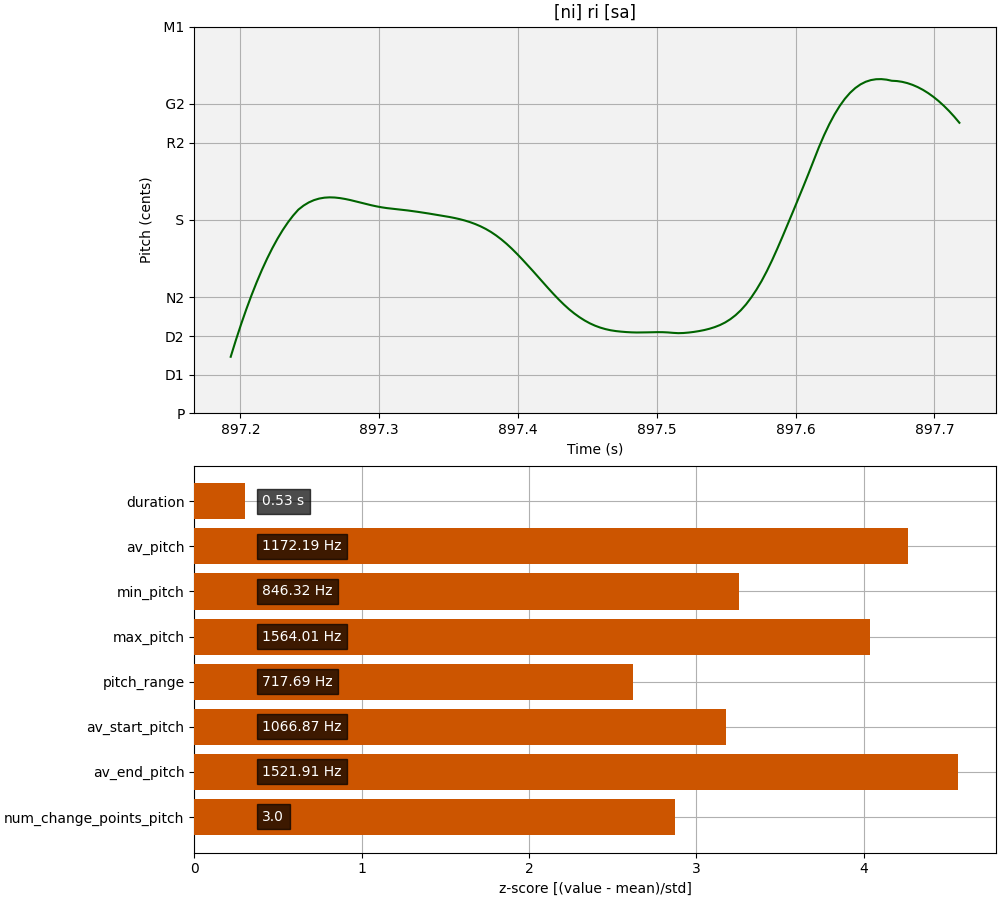 [ni] ri [sa]
M1
G2
R2
S
N2
D2
D1
P
Pitch (cents)
897.2 897.3 897.4 897.5 897.6 897.7
Time (s)
duration 0.53 s
av_pitch 1172.19 Hz
min_pitch 846.32 Hz
max_pitch 1564.01 Hz
pitch_range 717.69 Hz
av_start_pitch 1066.87 Hz
av_end_pitch 1521.91 Hz
num_change_points_pitch 3.0
0 1 2 3 4
z-score [(value - mean)/std]